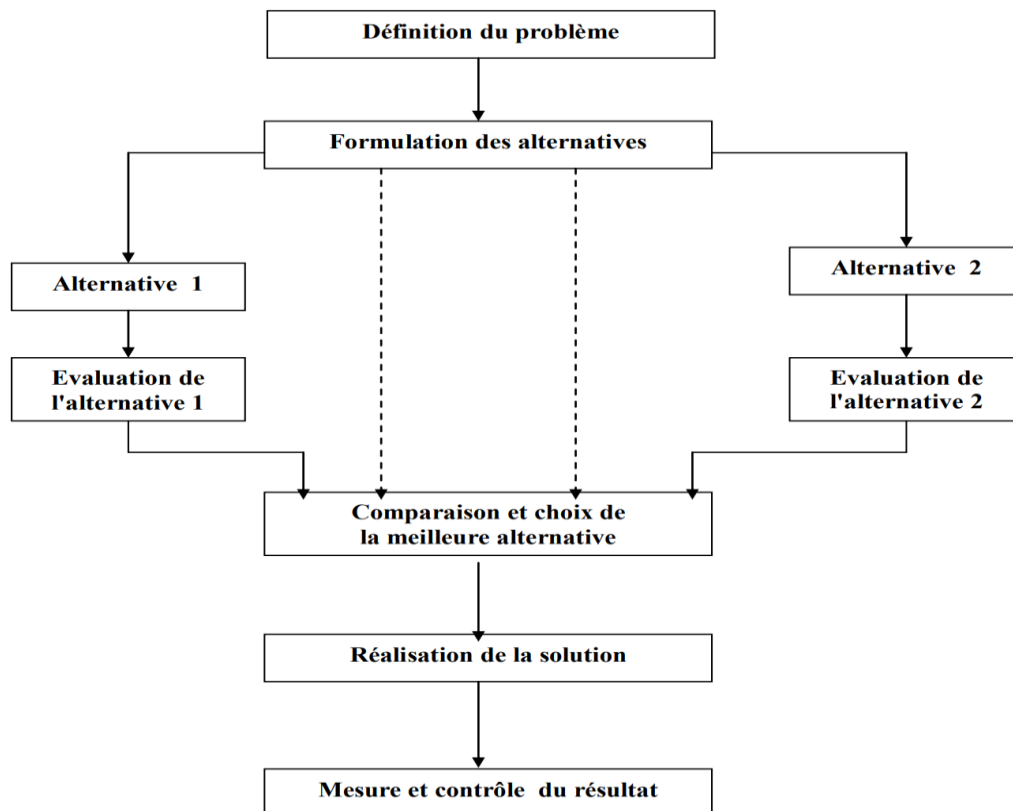 Définition du problème
Formulation des alternatives
Alternative 1
Alternative 2
Evaluation de
l'alternative 1
Evaluation de
l'alternative 2
Comparaison et choix de
la meilleure alternative
Réalisation de la solution
Mesure et contrôle du résultat